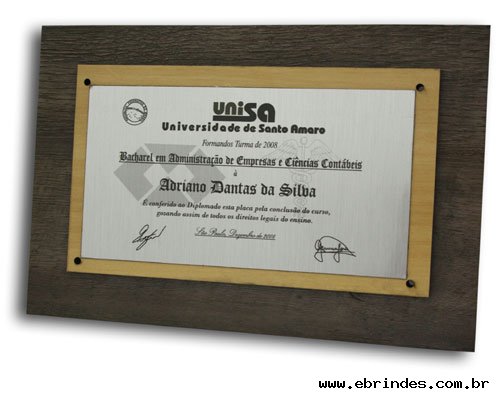 unisa
Universidade de Santo Amaro
Formandos Turma de 2008
Bacharel em Administração de Empresas e Ciências Contábeis
à
Adriano Dantas da Silva
É conferido ao Diplomado esta placa pela conclusão do curso,
gozando assim de todos os direitos legais do ensino.
São Paulo, Dezembro de 2008
www.ebrindes.com.br